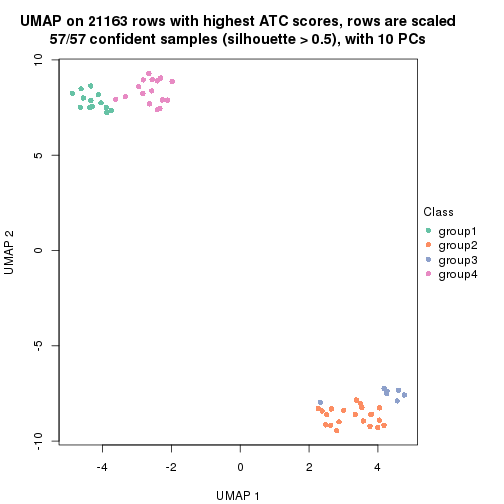 UMAP on 21163 rows with highest ATC scores, rows are scaled
57/57 confident samples (silhouette > 0.5), with 10 PCs
10
5
0
-5
-10
UMAP 2
-4
-2
0
2
4
UMAP 1
Class
group1
group2
group3
group4